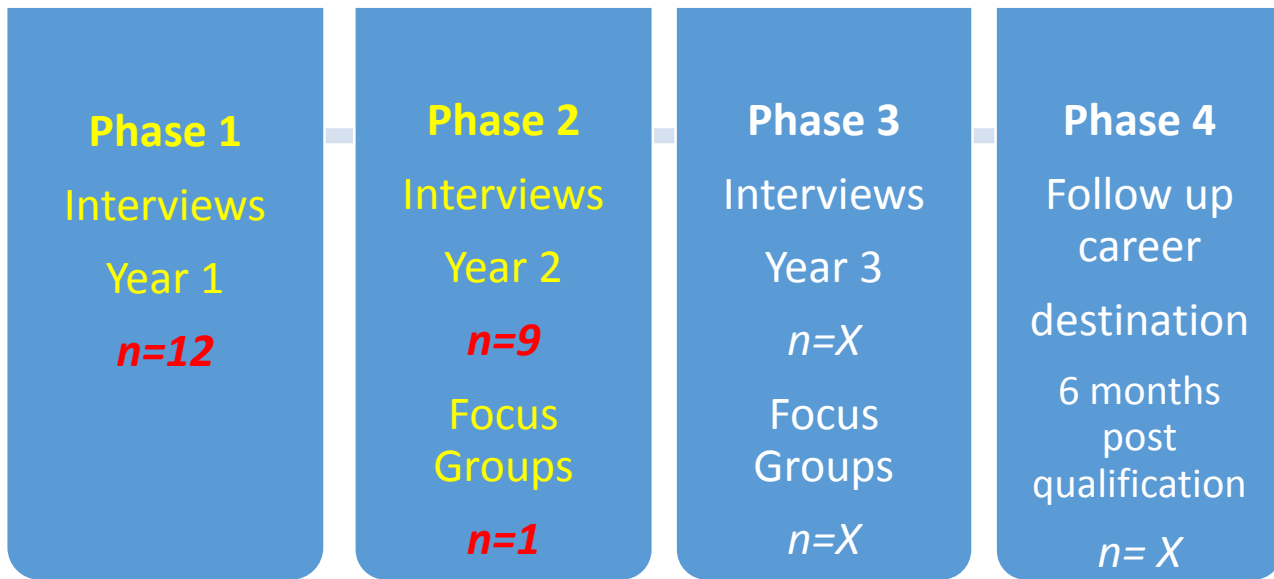 Phase 1
Interviews
Year 1
n=12
Phase 2
Interviews
Year 2
n=9
Focus
Groups
n=1
Phase 3
Interviews
Year 3
n=X
Focus
Groups
n=X
Phase 4
Follow up
career
destination
6 months
post
qualification
n= X